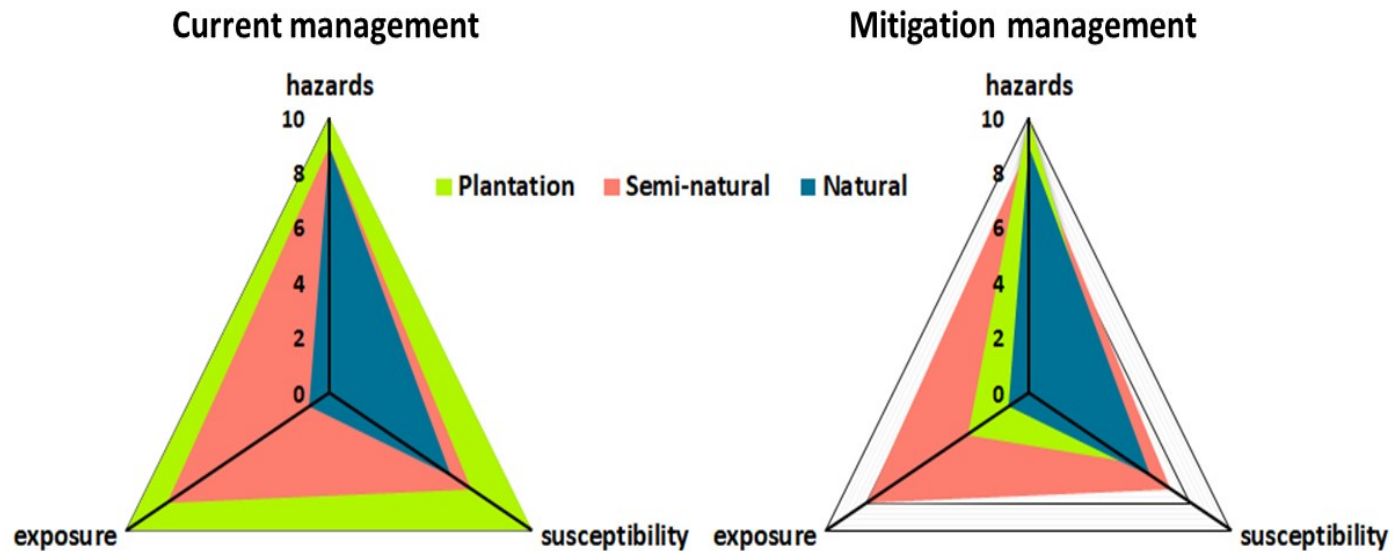 Current management
Mitigation management
hazards
hazards
10
8
6
4
2
0
10
8
6
4
2
0
Plantation Semi-natural Natural
exposure
susceptibility
exposure
susceptibility